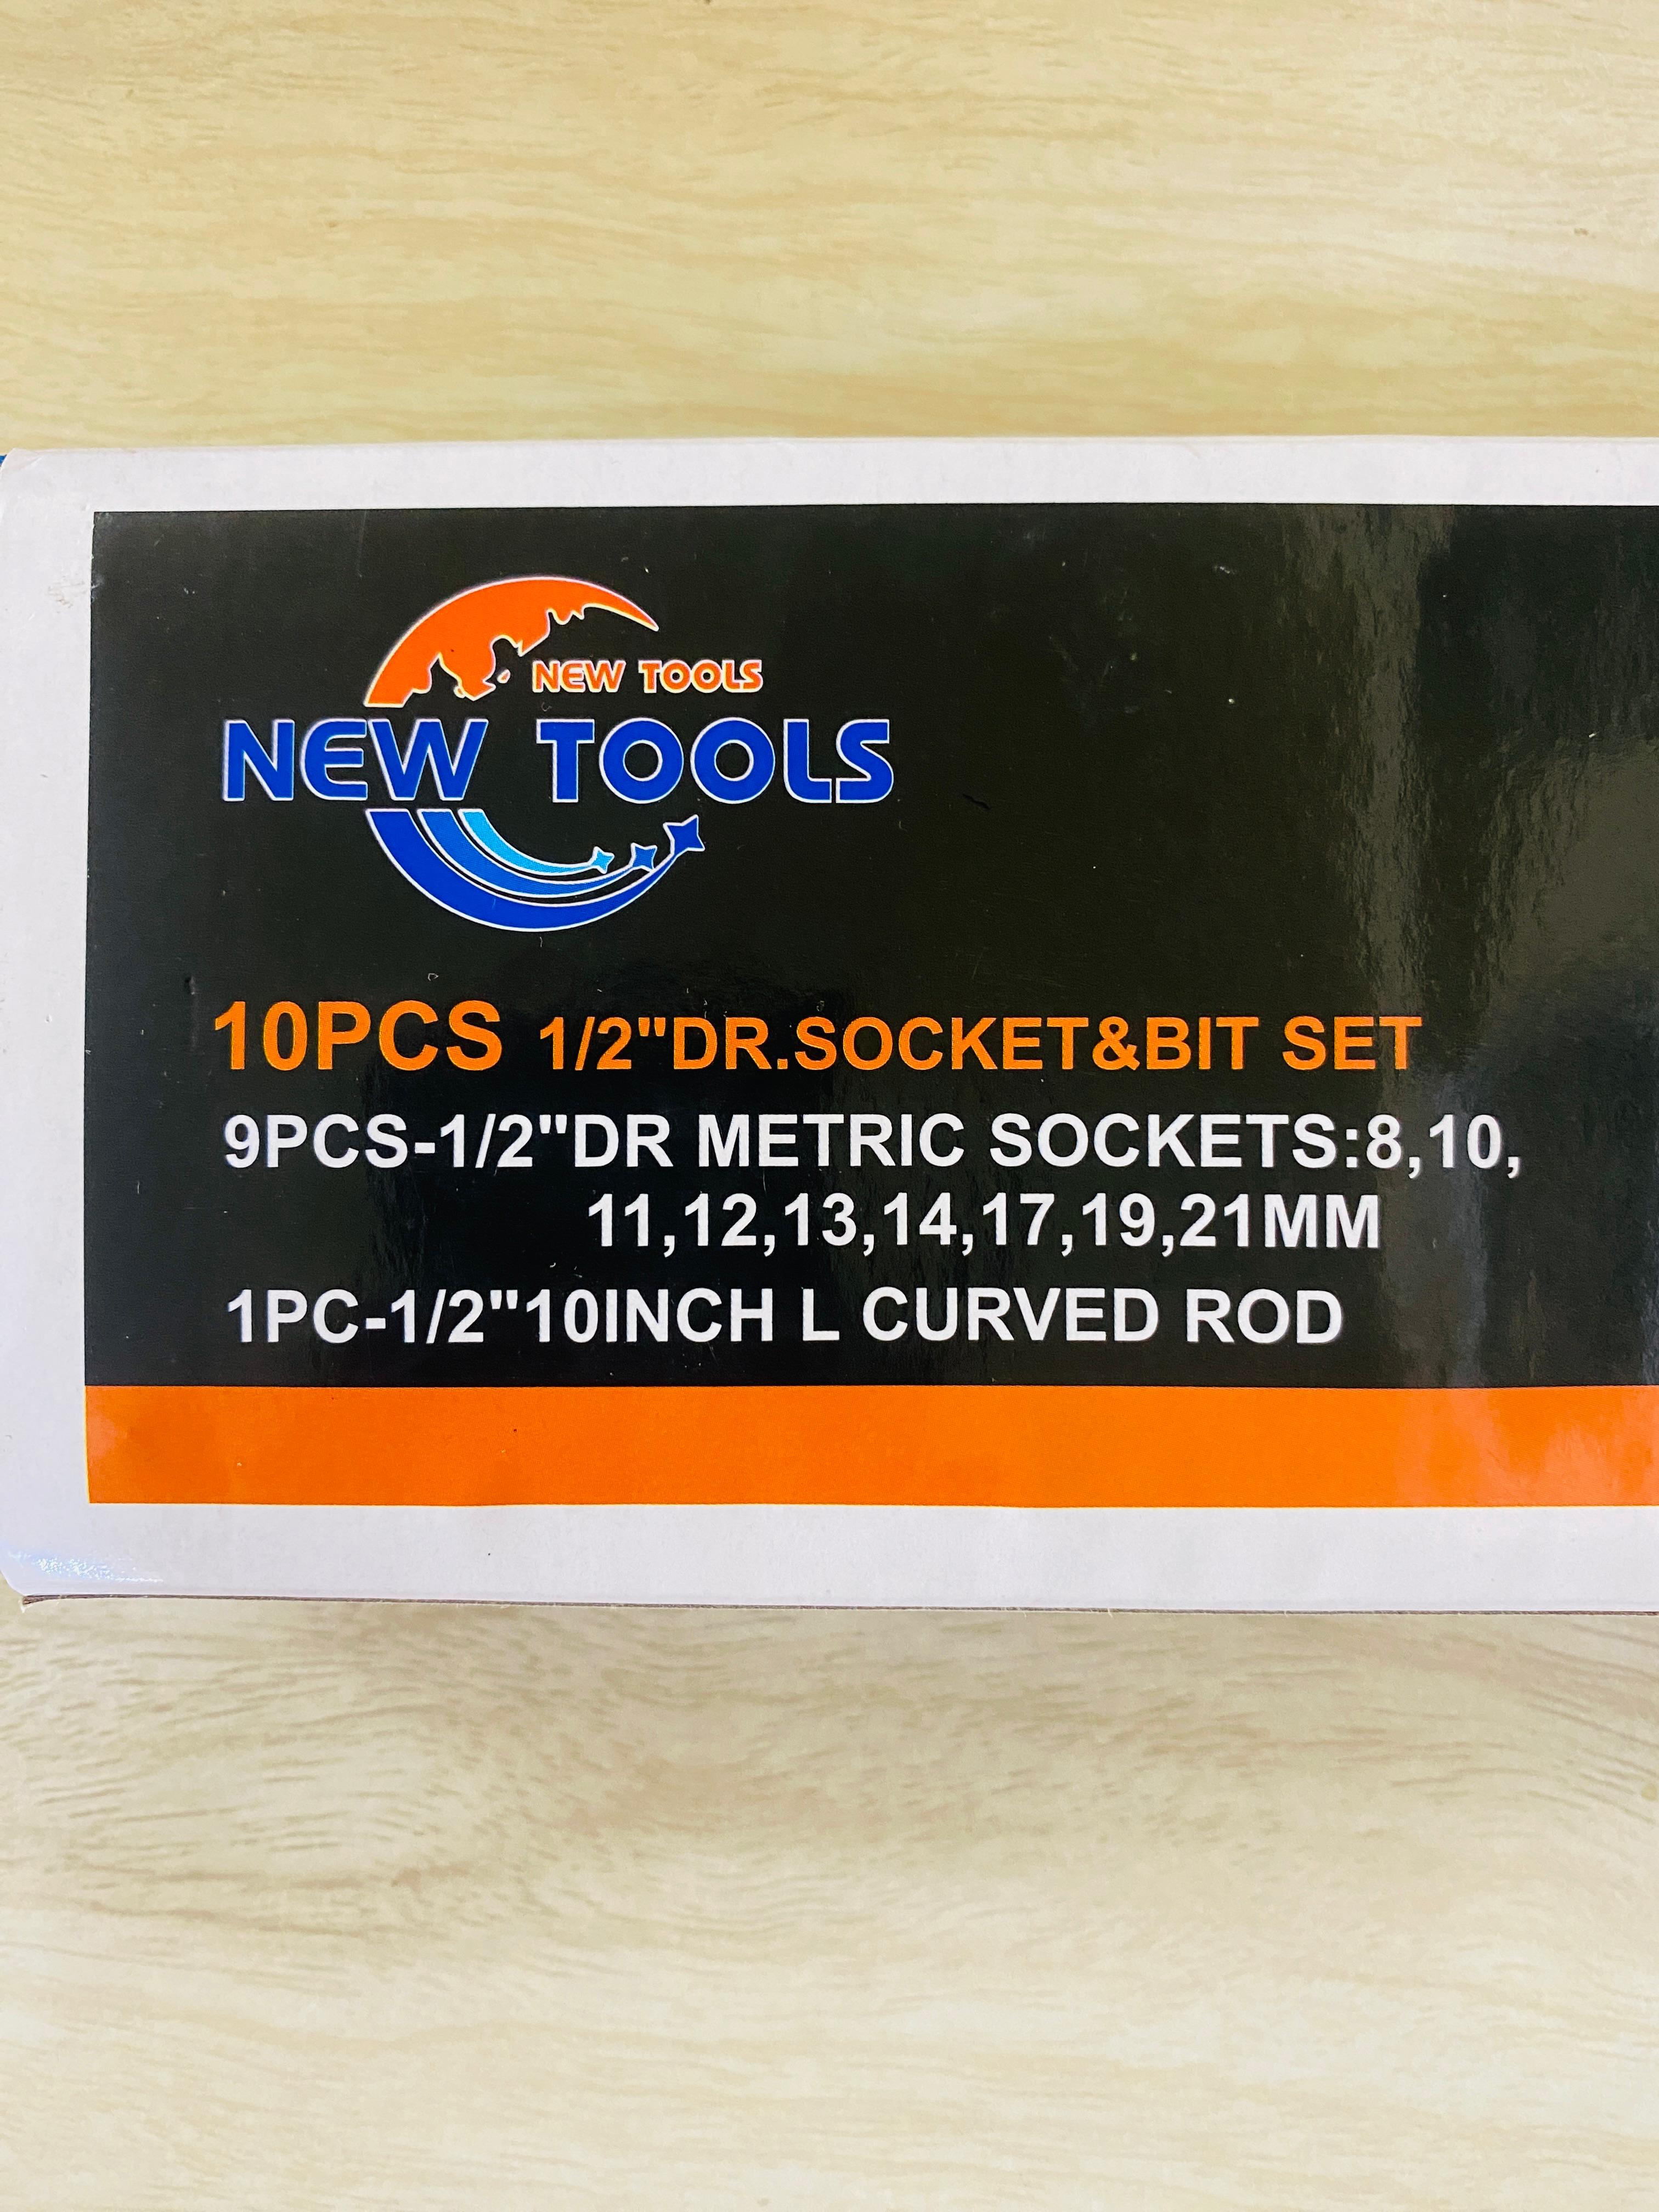 NEW TOOLS
NEW TOOLS
10PCS 1/2"DR.SOCKET&BIT SET
9PCS-1/2"DR METRIC SOCKETS:8,10,
11,12,13,14,17,19,21MM
1PC-1/2"10INCH L CURVED ROD